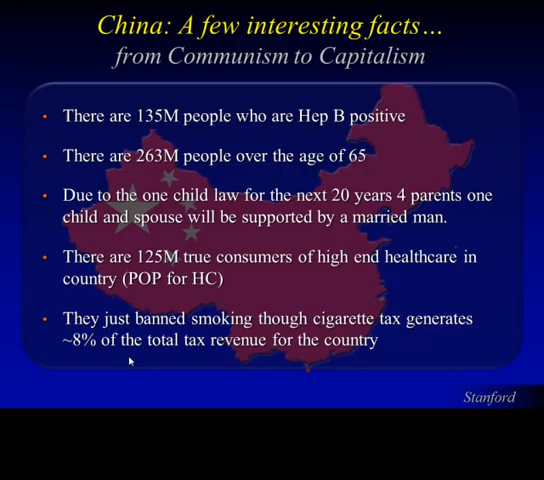 China: A few interesting facts…
from Communism to Capitalism
• There are 135M people who are Hep B positive
• There are 263M people over the age of 65
• Due to the one child law for the next 20 years 4 parents one
child and spouse will be supported by a married man.
• There are 125M true consumers of high end healthcare in
country (POP for HC)
• They just banned smoking though cigarette tax generates
~8% of the total tax revenue for the country
Stanford